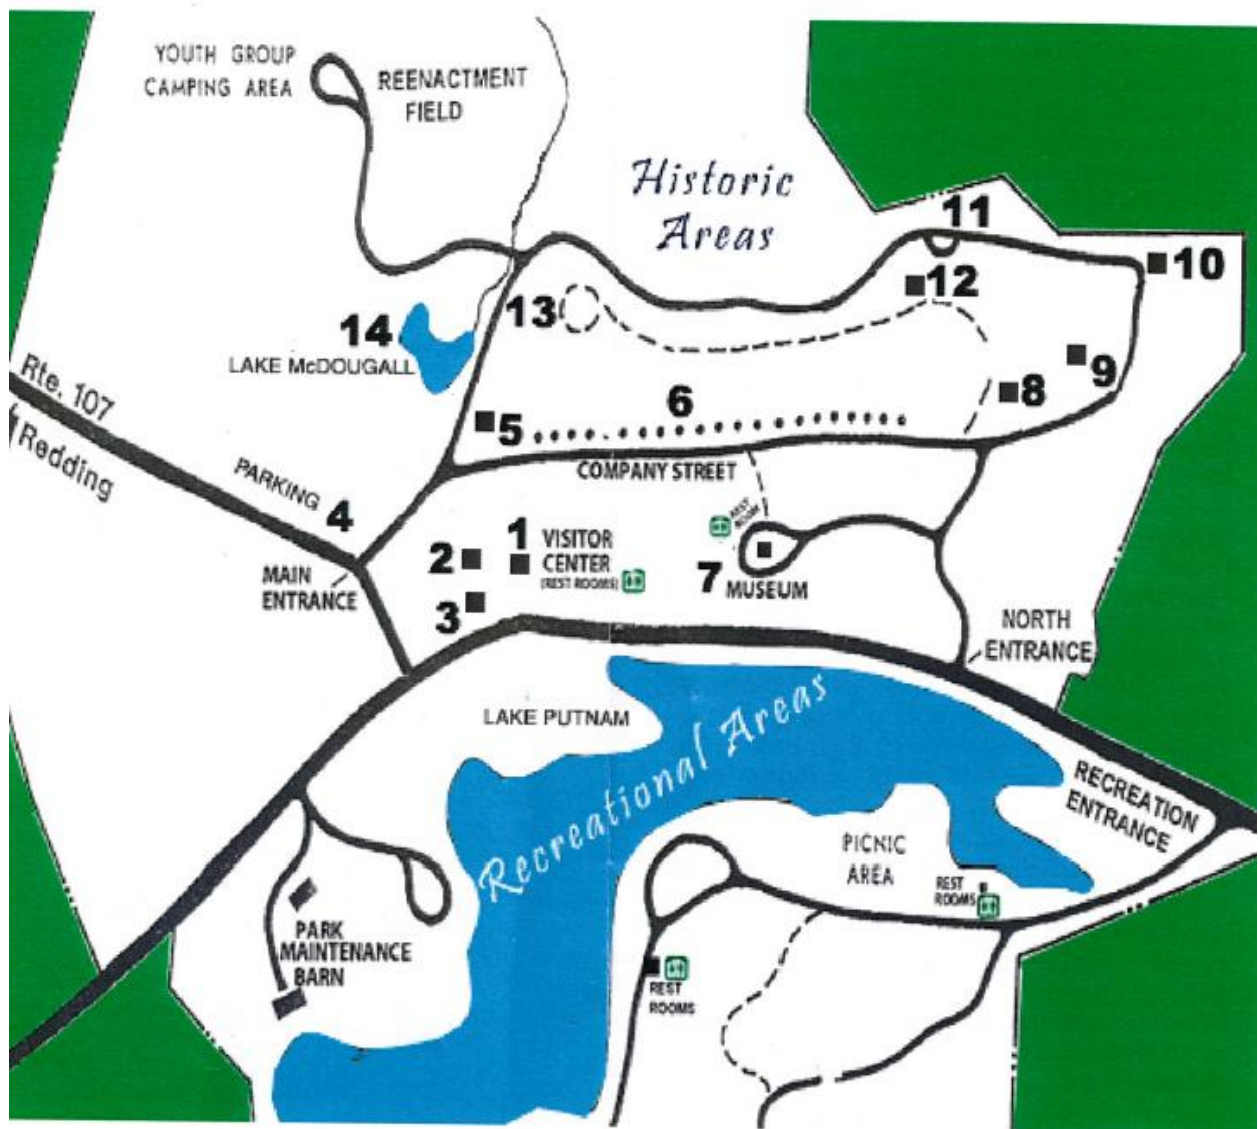 YOUTH GROUP
CAMPING AREA
REENACTMENT
FIELD
Historic
Areas
11
10
12
13
14
LAKE McDOUGALL
9
8
6
5
Rte. 107
Redding
PARKING 4
COMPANY STREET
REST
ROOM
1
2
3
VISITOR
CENTER
(REST ROOMS)
7
MUSEUM
MAIN
ENTRANCE
NORTH
ENTRANCE
LAKE PUTNAM
Recreational Areas
RECREATION
ENTRANCE
PICNIC
AREA
REST
ROOMS
PARK
MAINTENANCE
BARN
REST
ROOMS